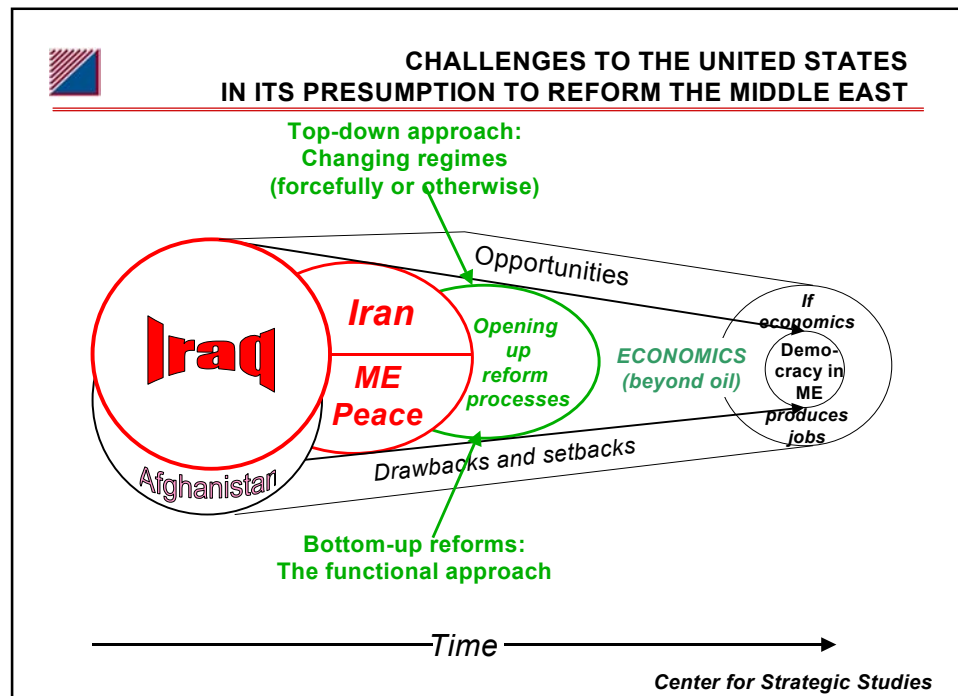 CHALLENGES TO THE UNITED STATES
IN ITS PRESUMPTION TO REFORM THE MIDDLE EAST
Top-down approach:
Changing regimes
(forcefully or otherwise)
Opportunities
Iraq
Afghanistan
Iran
ME
Peace
Opening
up
reform
processes
ECONOMICS
(beyond oil)
If
economics
Demo-
cracy in
ME
produces
jobs
Drawbacks and setbacks
Bottom-up reforms:
The functional approach
Time
Center for Strategic Studies